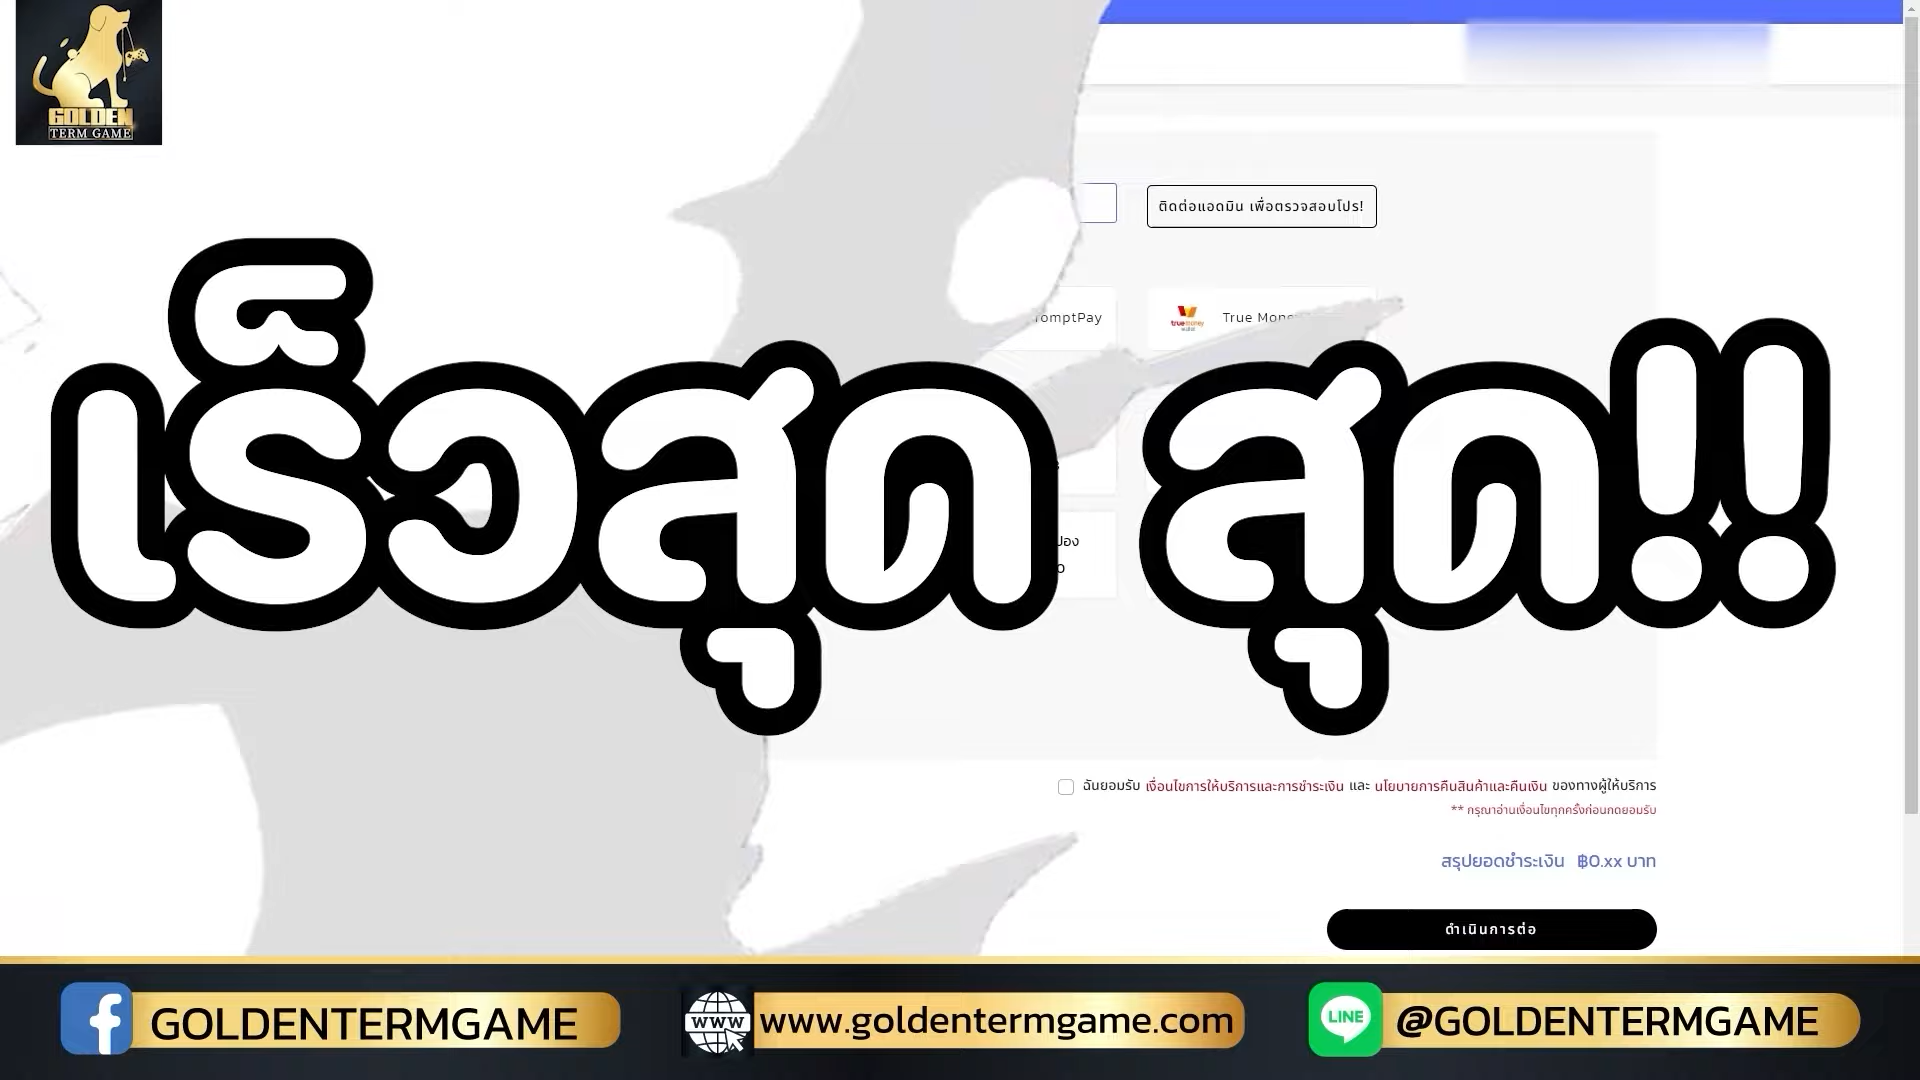 GOLDEN
TERM GAME
ติดต่อแอดมิน เพื่อตรวจสอบโปร!
True
truemoney
เร็วสุด สุด!!
ฉันยอมรับ เงื่อนไขการให้บริการและการชำระเงิน และ นโยบายการคืนสินค้าและคืนเงิน ของทางผู้ให้บริการ
** กรุณาอ่านเงื่อนไขทุกครั้งก่อนกดยอมรับ
สรุปยอดชำระเงิน ฿0.xx บาท
ดำเนินการต่อ
GOLDENTERMGAME
www
www.goldentermgame.com
LINE
@GOLDENTERMGAME